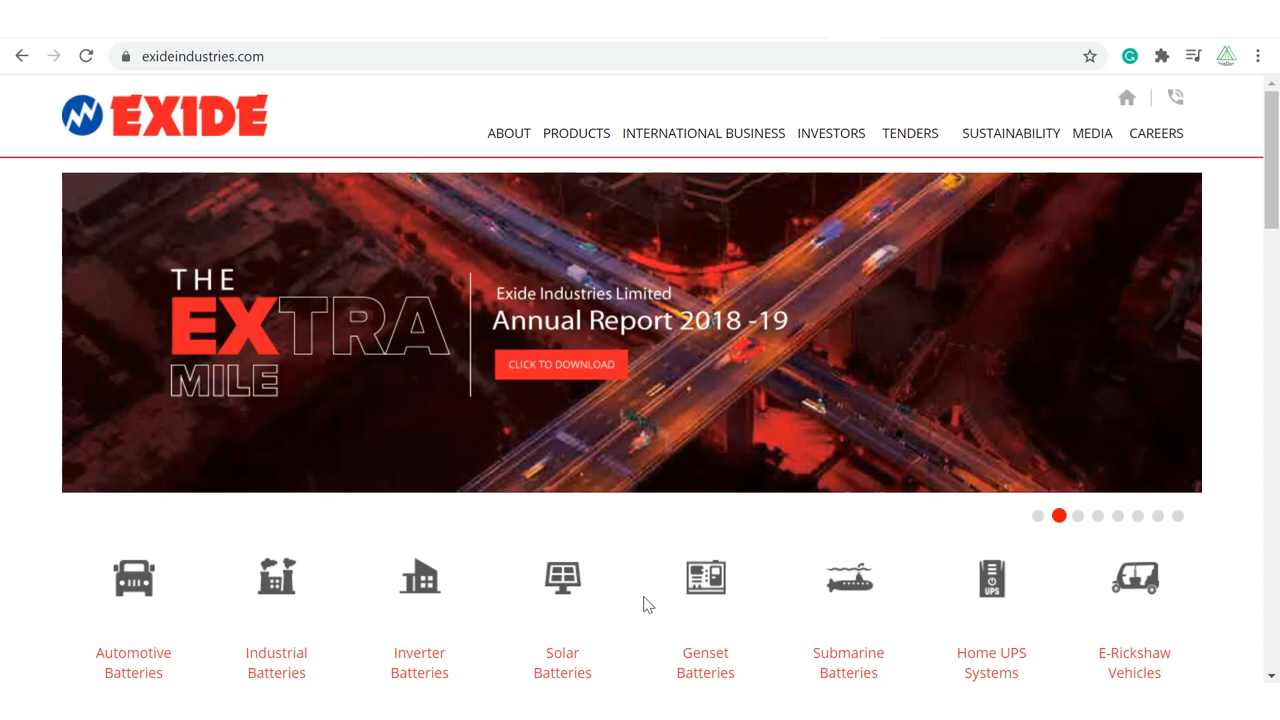 exideindustries.com
EXIDE
ABOUT PRODUCTS INTERNATIONAL BUSINESS INVESTORS TENDERS SUSTAINABILITY MEDIA CAREERS
THE
EXTRA
MILE
Exide Industries Limited
Annual Report 2018 -19
CLICK TO DOWNLOAD
UPS
Automotive
Batteries
Industrial
Batteries
Inverter
Batteries
Solar
Batteries
Genset
Batteries
Submarine
Batteries
Home UPS
Systems
E-Rickshaw
Vehicles